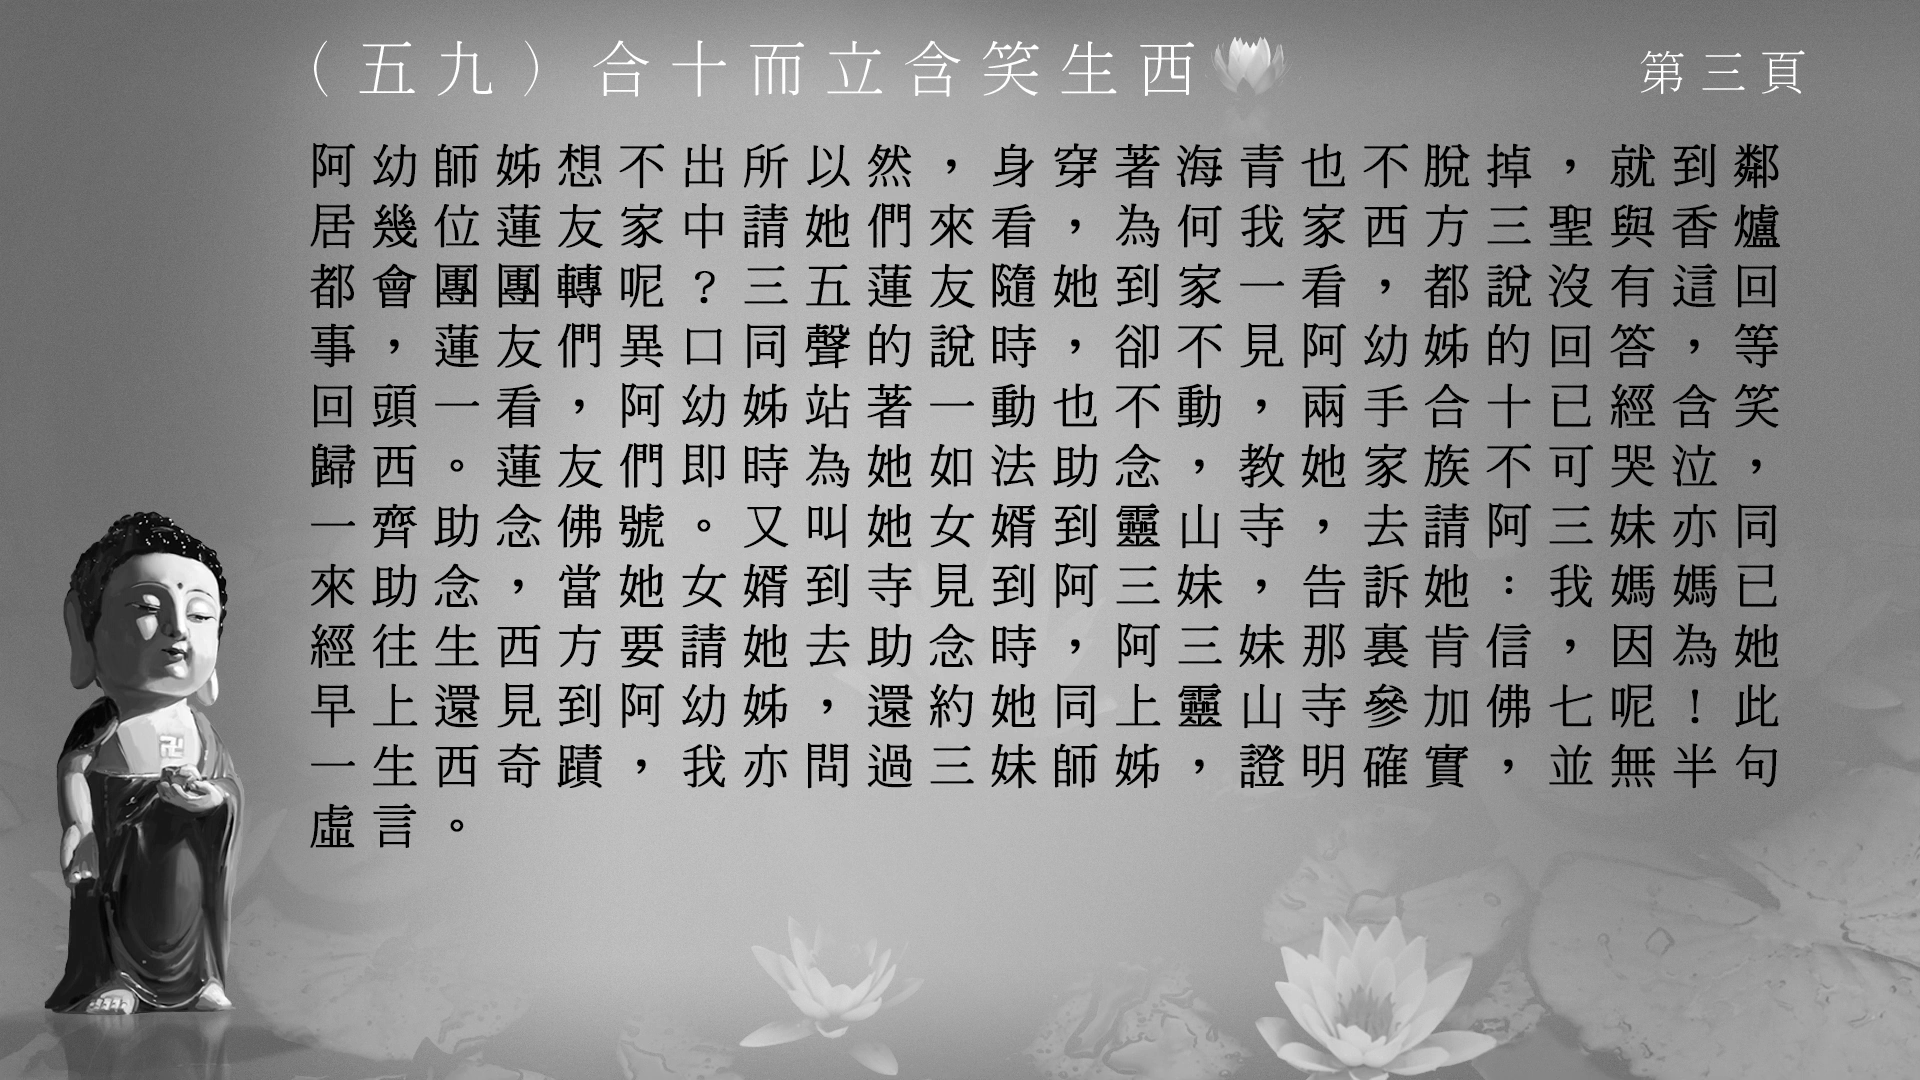 （五九）合十而立含笑生西
第三頁
阿幼師姊想不出所以然，身穿著海青也不脫掉，就到鄰
居幾位蓮友家中請她們來看，為何我家西方三聖與香爐
都會團團轉呢？三五蓮友隨她到家一看，都說沒有這回
事，蓮友們異口同聲的說時，卻不見阿幼姊的回答，等
回頭一看，阿幼姊站著一動也不動，兩手合十已經含笑
歸西。蓮友們即時為她如法助念，教她家族不可哭泣，
一齊助念佛號。又叫她女婿到靈山寺，去請阿三妹亦同
來助念，當她女婿到寺見到阿三妹，告訴她：我媽媽已
經往生西方要請她去助念時，阿三妹那裏肯信，因為她
早上還見到阿幼姊，還約她同上靈山寺參加佛七呢！此
一生西奇蹟，我亦問過三妹師姊，證明確實，並無半句
虛言。
卍